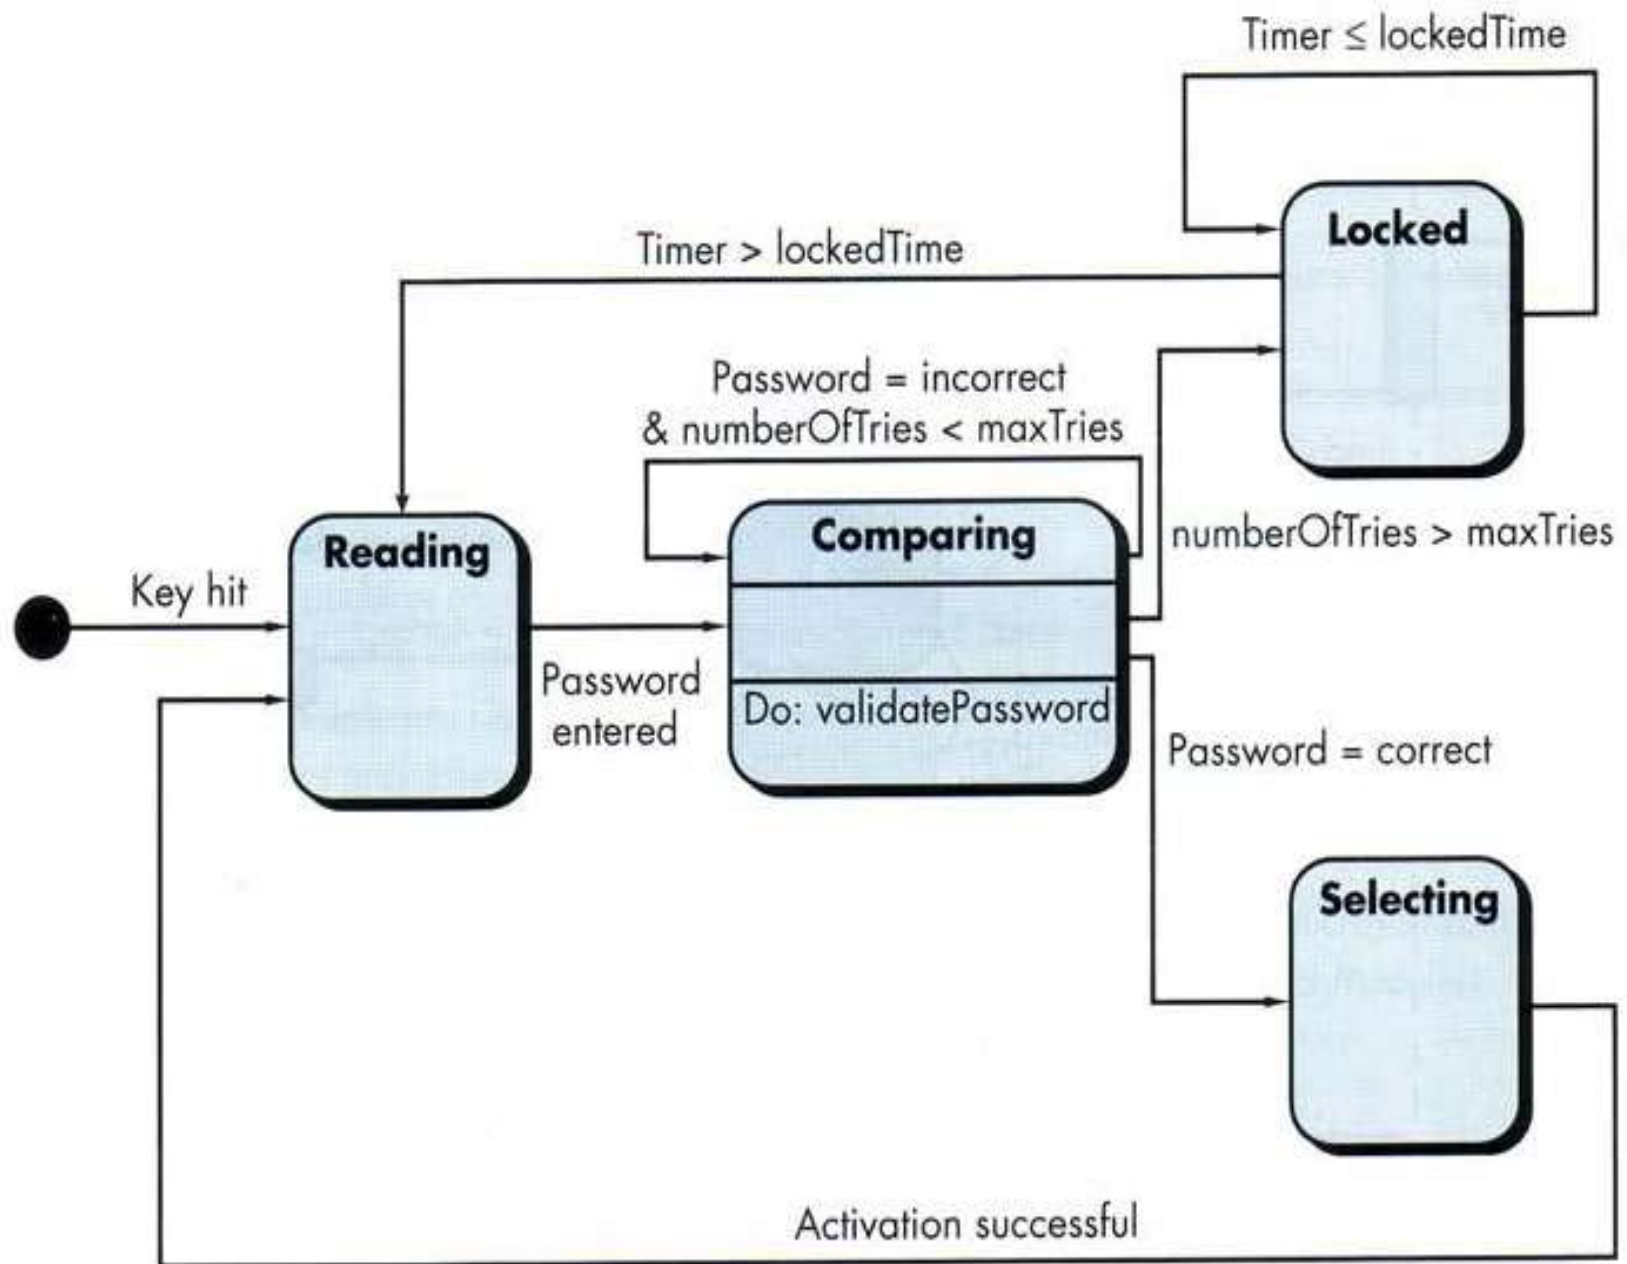 Timer ≤ lockedTime
Locked
Timer > lockedTime
Password = incorrect
& numberOfTries < maxTries
numberOfTries > maxTries
Comparing
Reading
Key hit
Password
entered
Do: validatePassword
Password = correct
Selecting
Activation successful